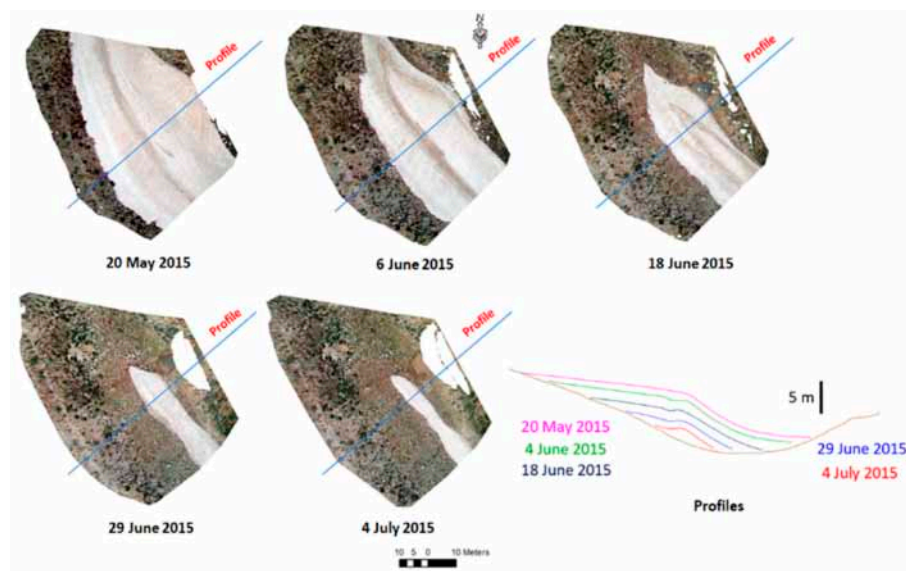 N
Profile
Profile
Profile
20 May 2015
6 June 2015
18 June 2015
Profile
Profile
5 m
20 May 2015
4 June 2015
18 June 2015
29 June 2015
4 July 2015
Profiles
29 June 2015
4 July 2015
10 5 0 10 Meters